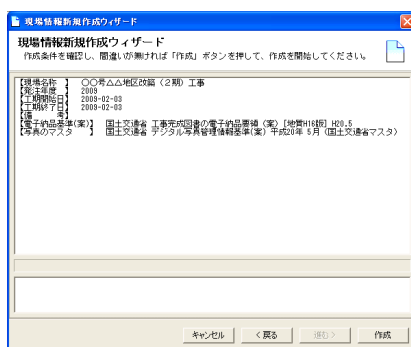 現場情報新規作成ウィザード
現場情報新規作成ウィザード
作成条件を確認し、間違いが無ければ「作成」ボタンを押して、作成を開始してください。
【現場名称　】　〇〇号△△地区改築（２期）工事
【発注年度　】　2009
【工期開始日】　2009-02-03
【工期終了日】　2009-02-03
【備　　考】
【電子納品基準(案)】　国土交通省 工事完成図書の電子納品要領（案）[地質H16版] H20.5
【写真のマスタ　】　国土交通省 デジタル写真管理情報基準(案) 平成20年 5月（国土交通省マスタ）
キャンセル
< 戻る
進む >
作成